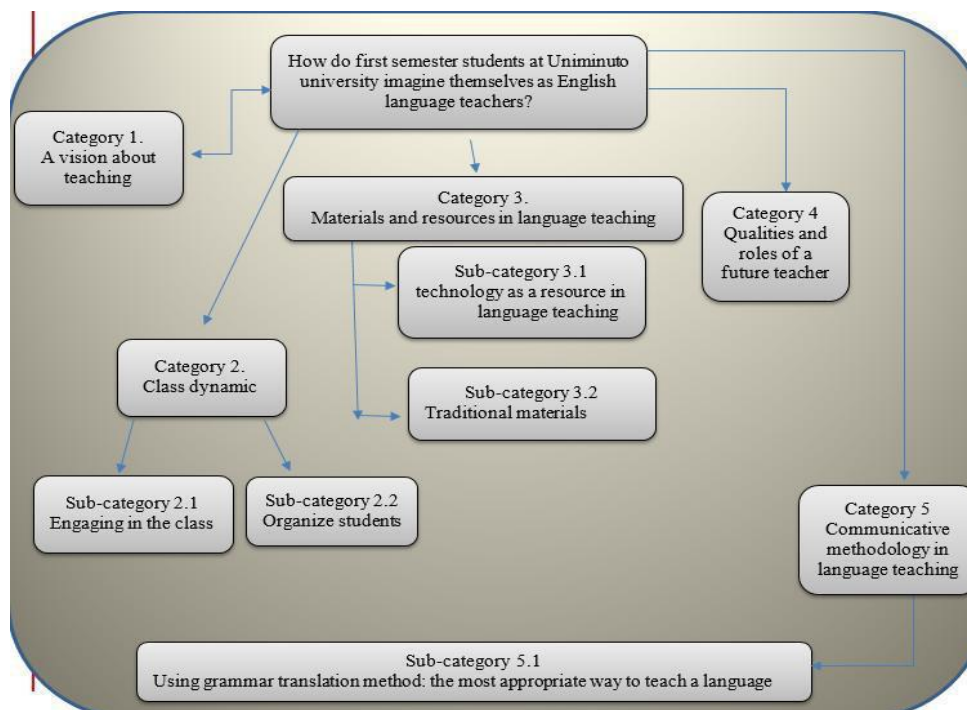 How do first semester students at Uniminuto
university imagine themselves as English
language teachers?
Category 1.
A vision about
teaching
Category 3.
Materials and resources in language teaching
Category 4
Qualities and
roles of a
future teacher
Sub-category 3.1
technology as a resource in
language teaching
Category 2.
Class dynamic
Sub-category 3.2
Traditional materials
Sub-category 2.1
Engaging in the class
Sub-category 2.2
Organize students
Category 5
Communicative
methodology in
language teaching
Sub-category 5.1
Using grammar translation method: the most appropriate way to teach a language